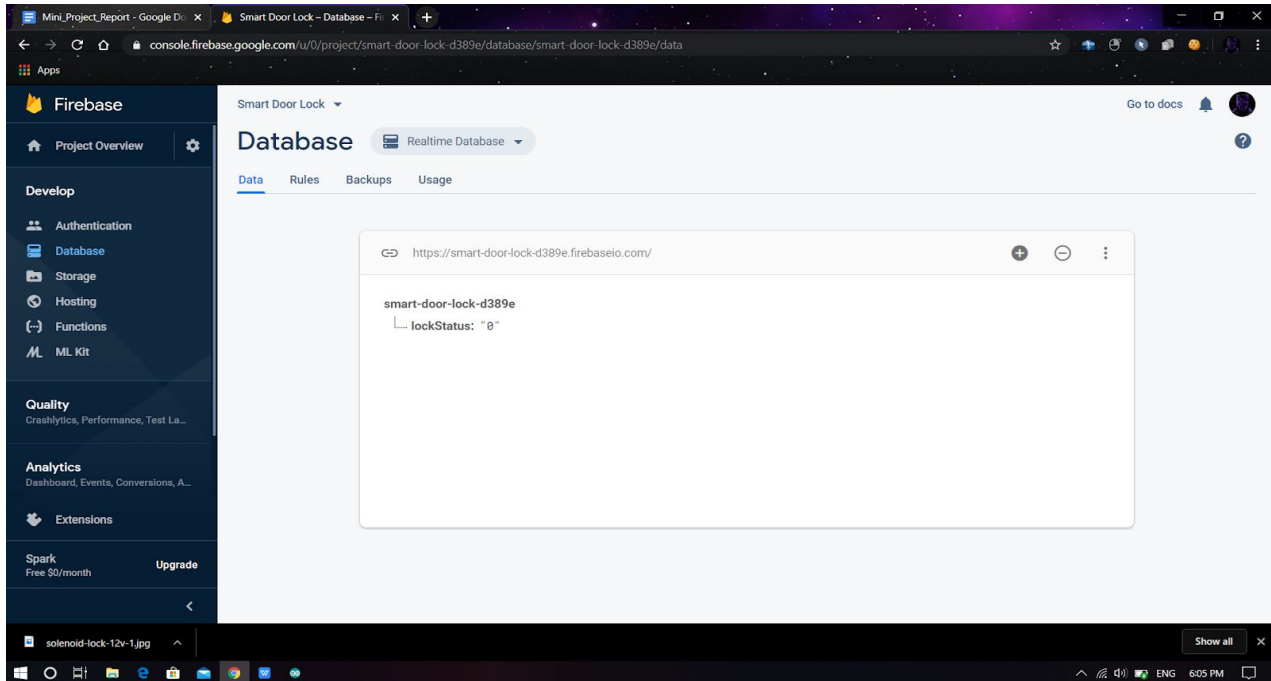 Mini_Project_Report - Google Do
Smart Door Lock – Database – Fi
console.firebase.google.com/u/0/project/smart-door-lock-d389e/database/smart-door-lock-d389e/data
Apps
Firebase
Smart Door Lock
Go to docs
Project Overview
Database
Realtime Database
Data Rules Backups Usage
Develop
Authentication
Database
Storage
Hosting
Functions
ML Kit
https://smart-door-lock-d389e.firebaseio.com/
smart-door-lock-d389e
lockStatus: "0"
Quality
Crashlytics, Performance, Test La...
Analytics
Dashboard, Events, Conversions, A...
Extensions
Spark
Free $0/month
Upgrade
solenoid-lock-12v-1.jpg
Show all
ENG 6:05 PM